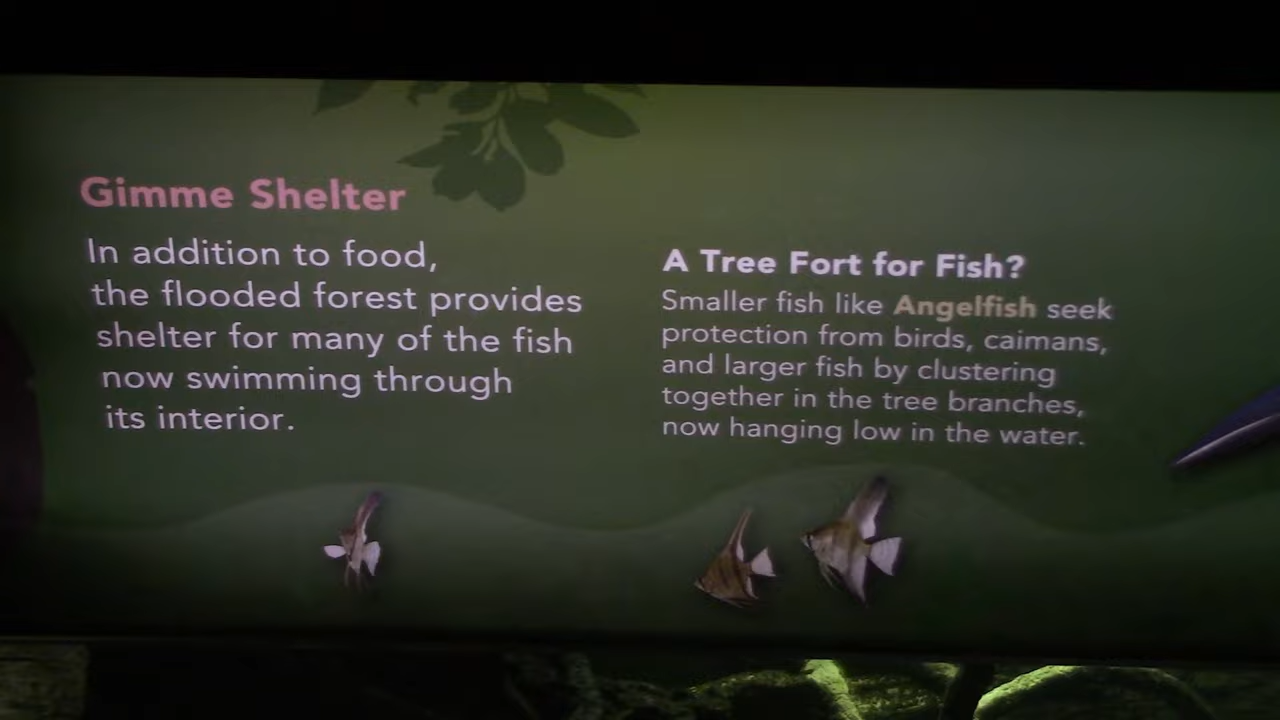 Gimme Shelter
In addition to food,
the flooded forest provides
shelter for many of the fish
now swimming through
its interior.
A Tree Fort for Fish?
Smaller fish like Angelfish seek
protection from birds, caimans,
and larger fish by clustering
together in the tree branches,
now hanging low in the water.